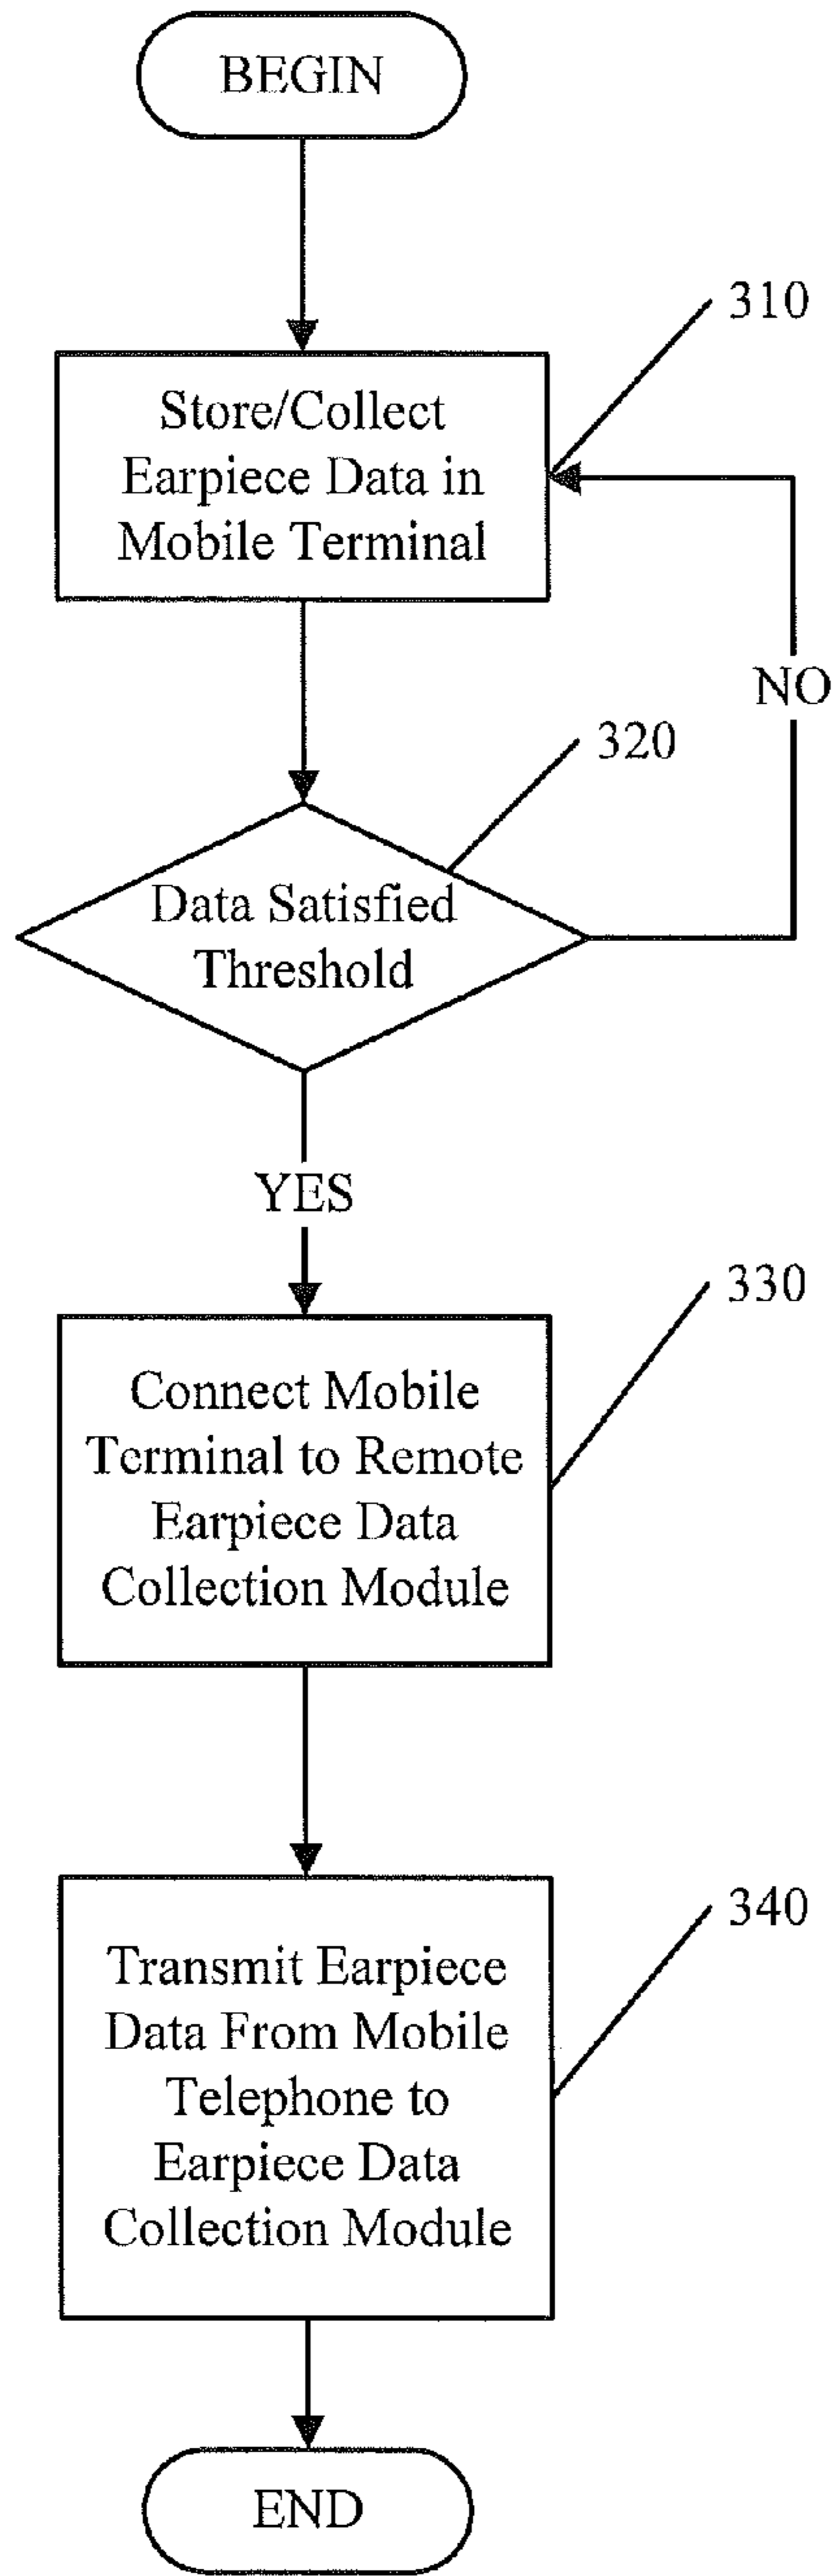 BEGIN
310
Store/Collect
Earpiece Data in
Mobile Terminal
NO
320
Data Satisfied
Threshold
YES
330
Connect Mobile
Terminal to Remote
Earpiece Data
Collection Module
340
Transmit Earpiece
Data From Mobile
Telephone to
Earpiece Data
Collection Module
END